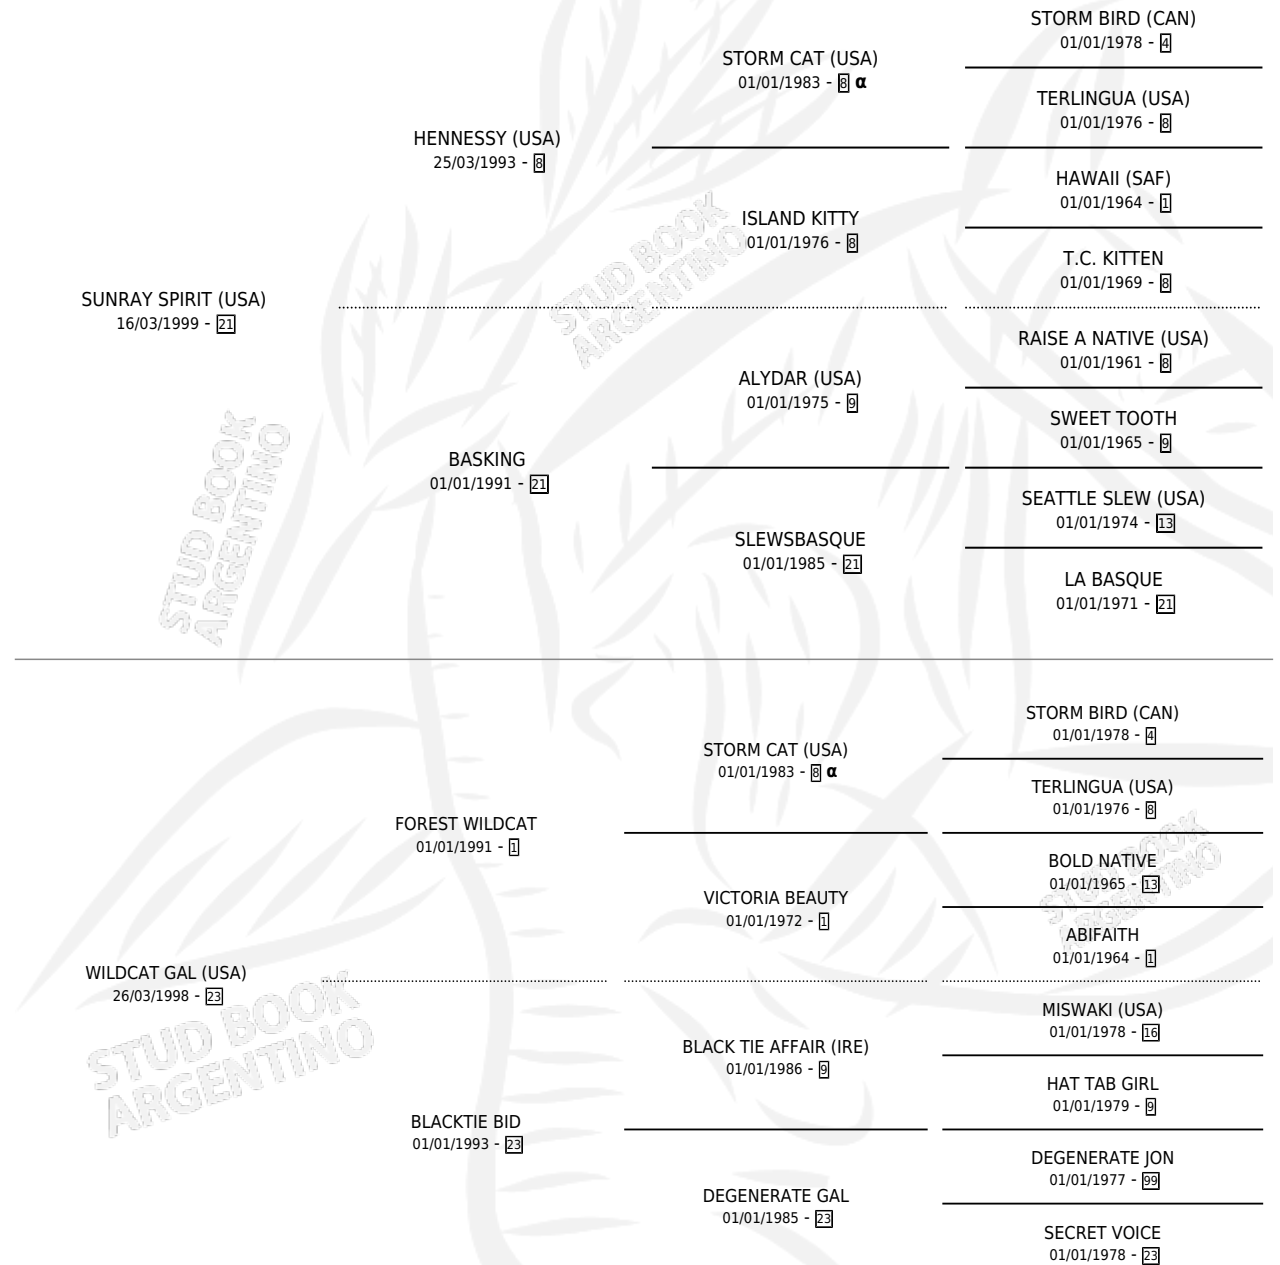 STORM BIRD (CAN)
01/01/1978 - 4
STORM CAT (USA)
01/01/1983 - 8 α
TERLINGUA (USA)
01/01/1976 - 8
HENNESSY (USA)
25/03/1993 - 8
HAWAII (SAF)
01/01/1964 - 1
ISLAND KITTY
01/01/1976 - 8
T.C. KITTEN
01/01/1969 - 8
SUNRAY SPIRIT (USA)
16/03/1999 - 21
RAISE A NATIVE (USA)
01/01/1961 - 8
ALYDAR (USA)
01/01/1975 - 9
SWEET TOOTH
01/01/1965 - 9
BASKING
01/01/1991 - 21
SEATTLE SLEW (USA)
01/01/1974 - 13
SLEWSBASQUE
01/01/1985 - 21
LA BASQUE
01/01/1971 - 21
STORM BIRD (CAN)
01/01/1978 - 4
STORM CAT (USA)
01/01/1983 - 8 α
TERLINGUA (USA)
01/01/1976 - 8
FOREST WILDCAT
01/01/1991 - 1
BOLD NATIVE
01/01/1965 - 13
VICTORIA BEAUTY
01/01/1972 - 1
ABIFAITH
01/01/1964 - 1
WILDCAT GAL (USA)
26/03/1998 - 23
MISWAKI (USA)
01/01/1978 - 16
BLACK TIE AFFAIR (IRE)
01/01/1986 - 9
HAT TAB GIRL
01/01/1979 - 9
BLACKTIE BID
01/01/1993 - 23
DEGENERATE JON
01/01/1977 - 99
DEGENERATE GAL
01/01/1985 - 23
SECRET VOICE
01/01/1978 - 23
STUD BOOK
ARGENTINO
STUD BOOK
ARGENTINO
STUD BOOK
ARGENTINO
STUD BOOK
ARGENTINO